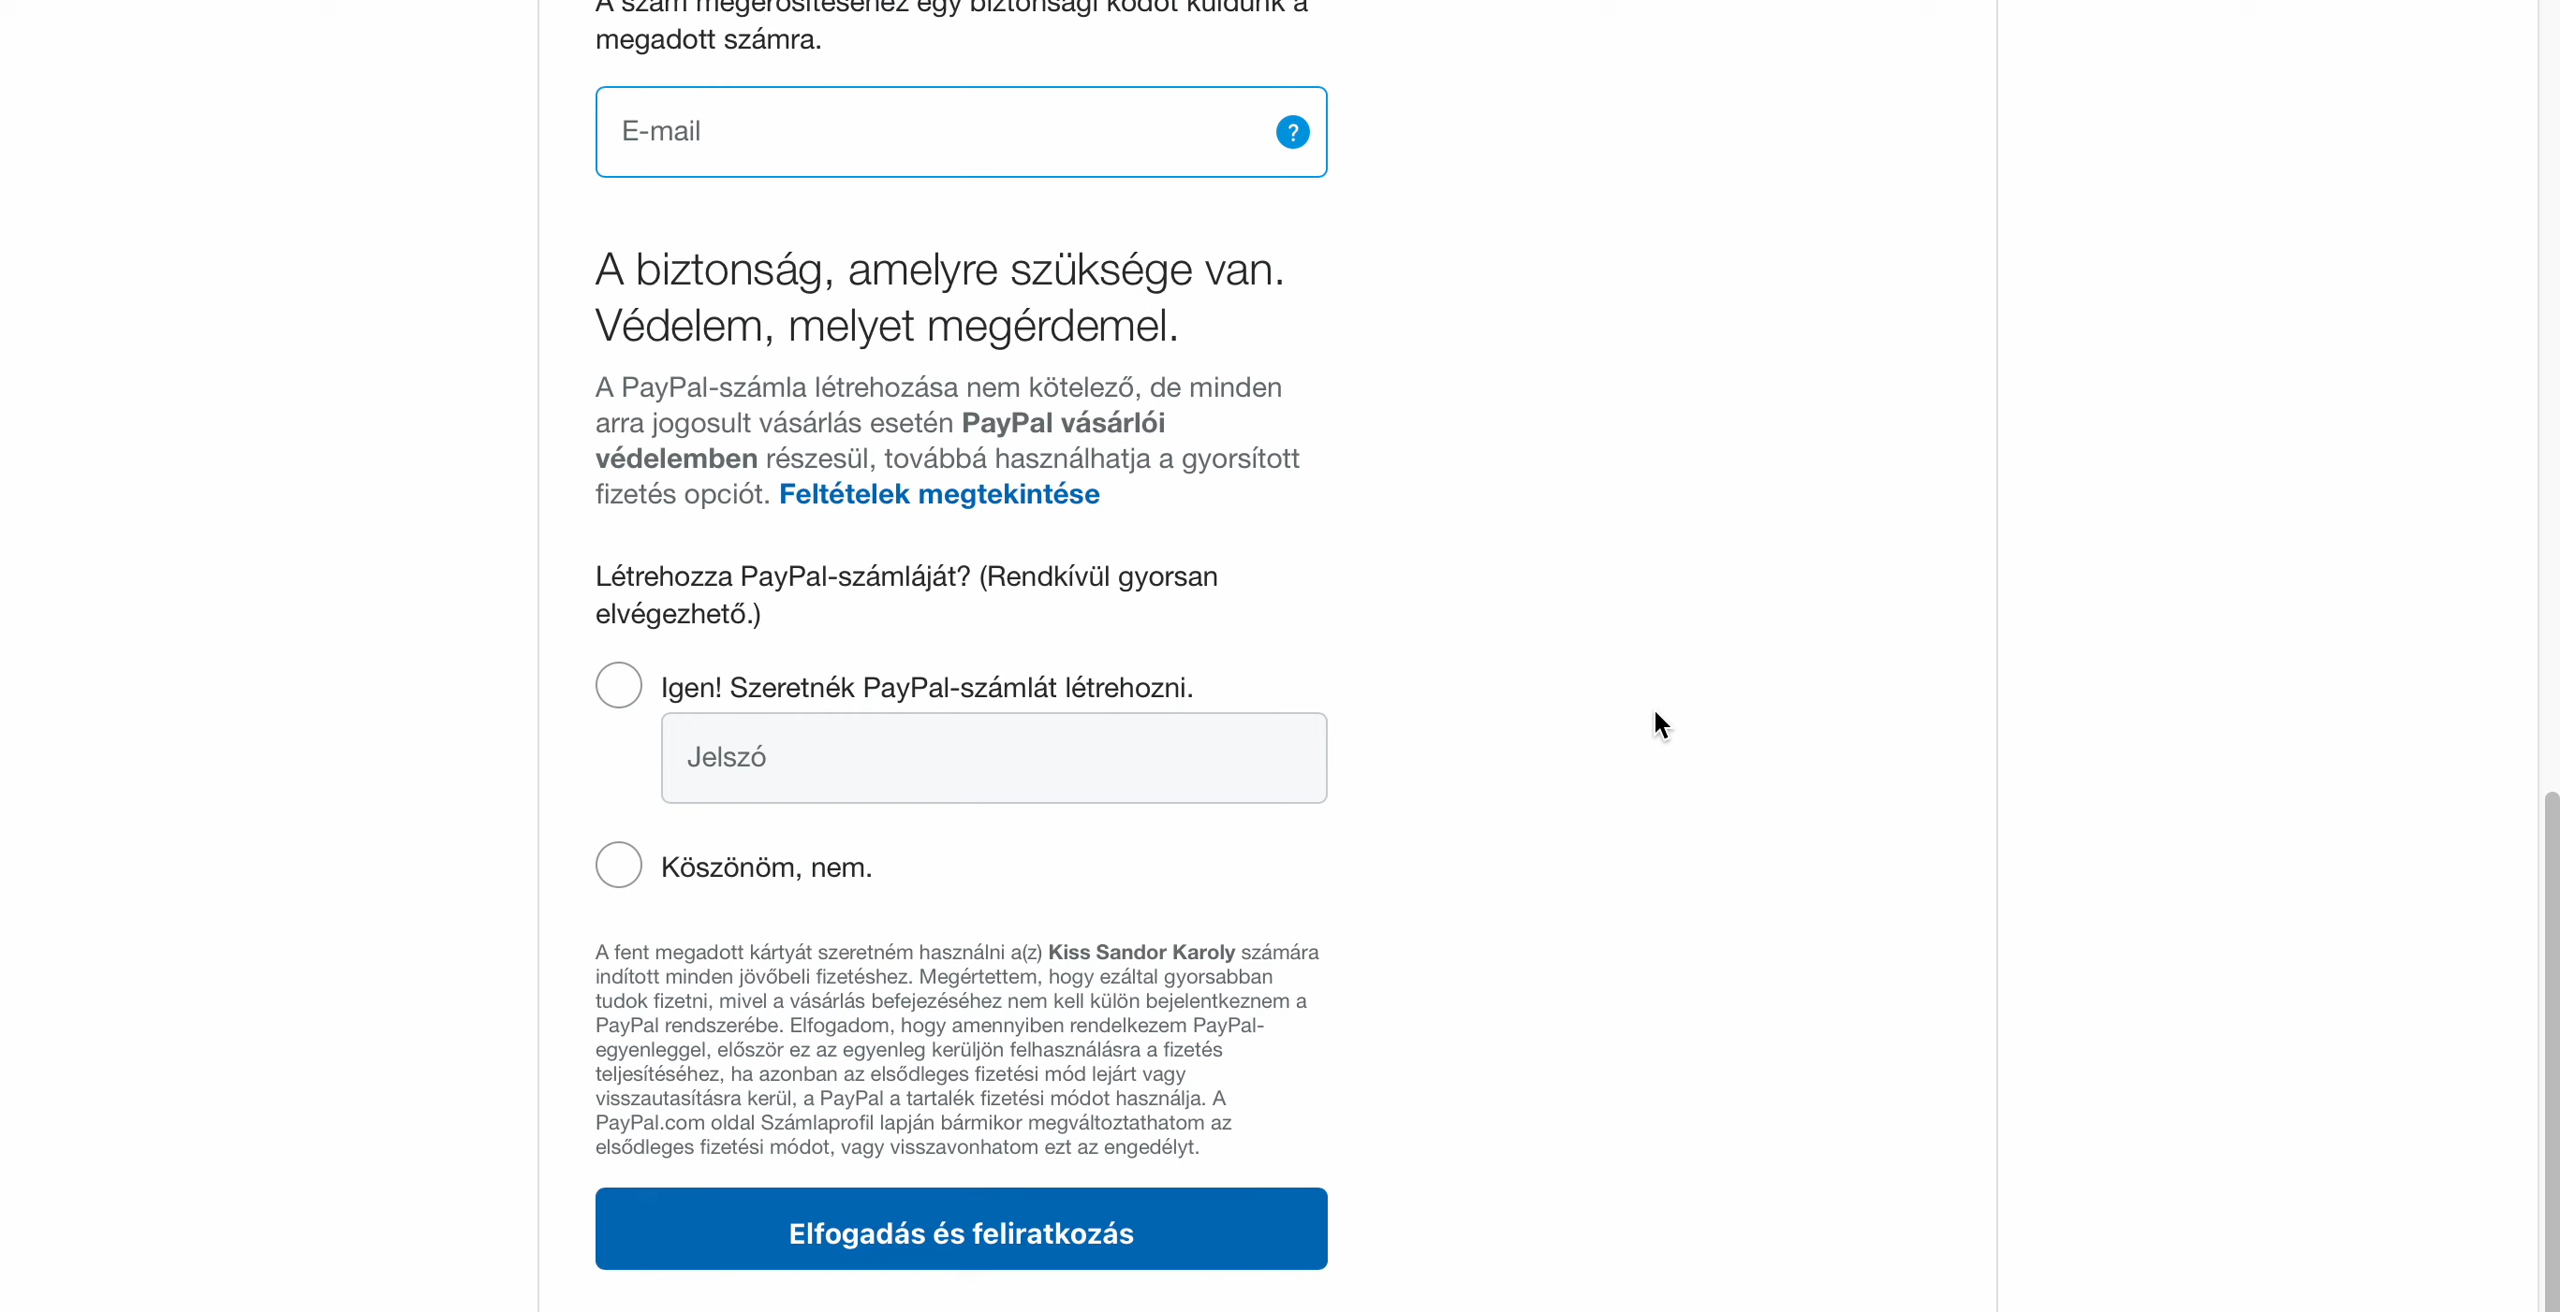 A szám megerősítéséhez egy biztonsági kódot küldünk a
megadott számra.
E-mail
?
A biztonság, amelyre szüksége van.
Védelem, melyet megérdemel.
A PayPal-számla létrehozása nem kötelező, de minden
arra jogosult vásárlás esetén PayPal vásárlói
védelemben részesül, továbbá használhatja a gyorsított
fizetés opciót. Feltételek megtekintése
Létrehozza PayPal-számláját? (Rendkívül gyorsan
elvégezhető.)
Igen! Szeretnék PayPal-számlát létrehozni.
Jelszó
Köszönöm, nem.
A fent megadott kártyát szeretném használni a(z) Kiss Sandor Karoly számára
indított minden jövőbeli fizetéshez. Megértettem, hogy ezáltal gyorsabban
tudok fizetni, mivel a vásárlás befejezéséhez nem kell külön bejelentkeznem a
PayPal rendszerébe. Elfogadom, hogy amennyiben rendelkezem PayPal-
egyenleggel, először ez az egyenleg kerüljön felhasználásra a fizetés
teljesítéséhez, ha azonban az elsődleges fizetési mód lejárt vagy
visszautasításra kerül, a PayPal a tartalék fizetési módot használja. A
PayPal.com oldal Számlaprofil lapján bármikor megváltoztathatom az
elsődleges fizetési módot, vagy visszavonhatom ezt az engedélyt.
Elfogadás és feliratkozás